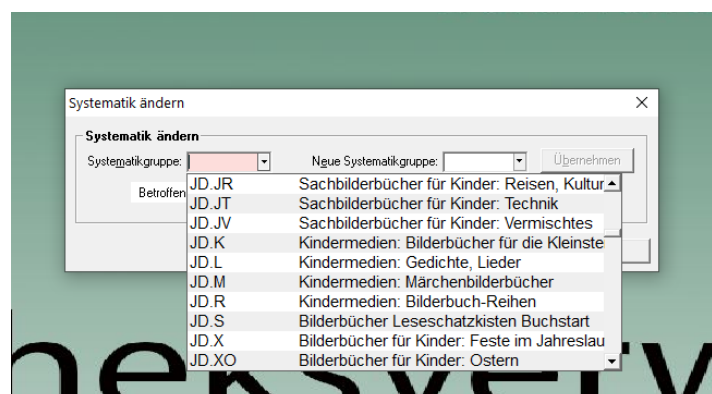 Systematik ändern
Systematik ändern
Systematikgruppe:
Neue Systematikgruppe:
Übernehmen
Betroffen
JD.JR Sachbilderbücher für Kinder: Reisen, Kultur
JD.JT Sachbilderbücher für Kinder: Technik
JD.JV Sachbilderbücher für Kinder: Vermischtes
JD.K Kindermedien: Bilderbücher für die Kleinste
JD.L Kindermedien: Gedichte, Lieder
JD.M Kindermedien: Märchenbilderbücher
JD.R Kindermedien: Bilderbuch-Reihen
JD.S Bilderbücher Leseschatzkisten Buchstart
JD.X Bilderbücher für Kinder: Feste im Jahreslau
JD.XO Bilderbücher für Kinder: Ostern